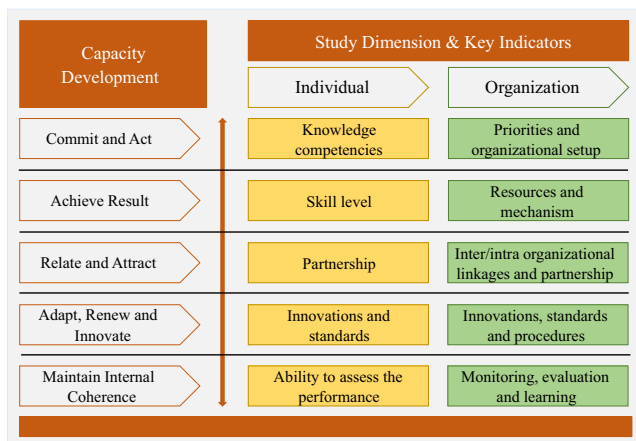 Capacity
Development
Study Dimension & Key Indicators
Individual
Organization
Commit and Act
Knowledge
competencies
Priorities and
organizational setup
Achieve Result
Skill level
Resources and
mechanism
Relate and Attract
Partnership
Inter/intra organizational
linkages and partnership
Adapt, Renew and
Innovate
Innovations and
standards
Innovations, standards
and procedures
Maintain Internal
Coherence
Ability to assess the
performance
Monitoring, evaluation
and learning